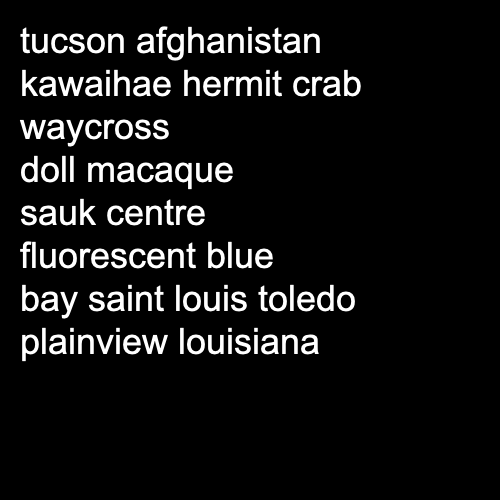 tucson afghanistan
kawaihae hermit crab
waycross
doll macaque
sauk centre
fluorescent blue
bay saint louis toledo
plainview louisiana